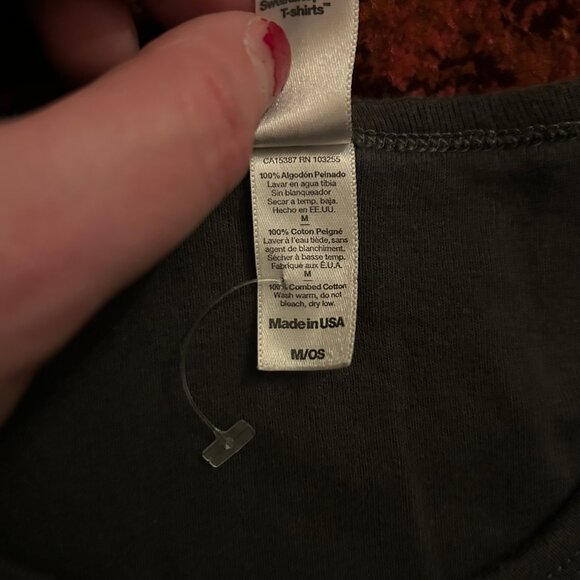 T-shirts™
CA15387 RN 103255
100% Algodón Peinado
Lavar en agua tibia
Sin blanqueador
Secar a temp. baja.
Hecho en EE.UU.
M
100% Coton Peigné
Laver à l'eau tiède, sans
agent de blanchiment.
Sécher à basse temp.
Fabriqué aux É.U.A.
M
100% Combed Cotton
Wash warm, do not
bleach, dry low.
Made in USA
M/OS